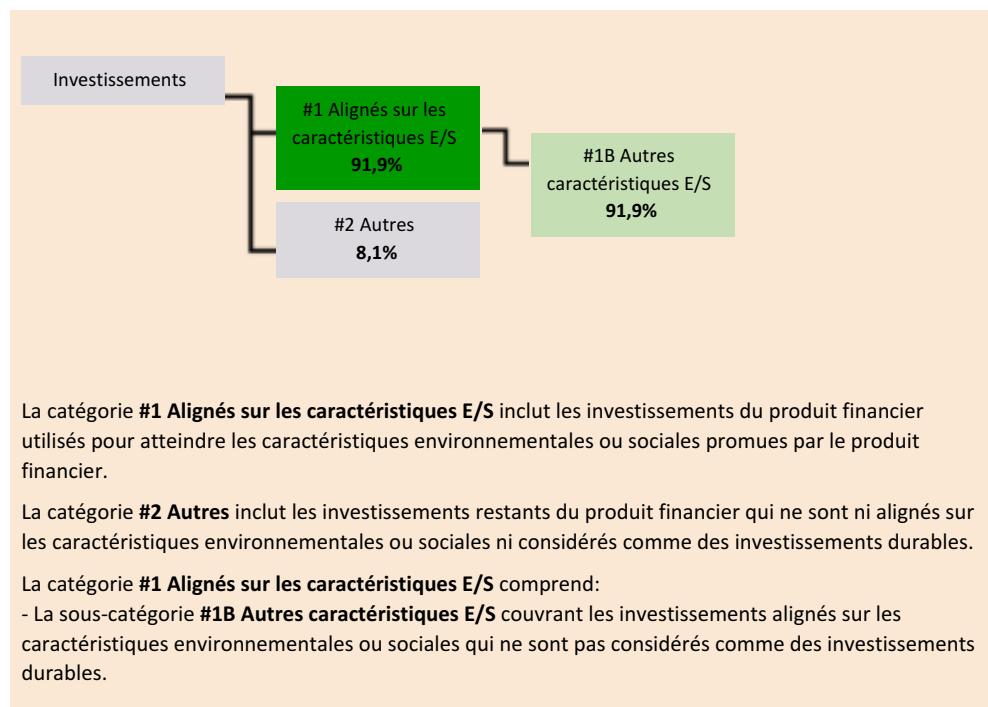 Investissements
#1 Alignés sur les
caractéristiques E/S
91,9%
#1B Autres
caractéristiques E/S
91,9%
#2 Autres
8,1%
La catégorie #1 Alignés sur les caractéristiques E/S inclut les investissements du produit financier
utilisés pour atteindre les caractéristiques environnementales ou sociales promues par le produit
financier.
La catégorie #2 Autres inclut les investissements restants du produit financier qui ne sont ni alignés sur
les caractéristiques environnementales ou sociales ni considérés comme des investissements durables.
La catégorie #1 Alignés sur les caractéristiques E/S comprend:
- La sous-catégorie #1B Autres caractéristiques E/S couvrant les investissements alignés sur les
caractéristiques environnementales ou sociales qui ne sont pas considérés comme des investissements
durables.